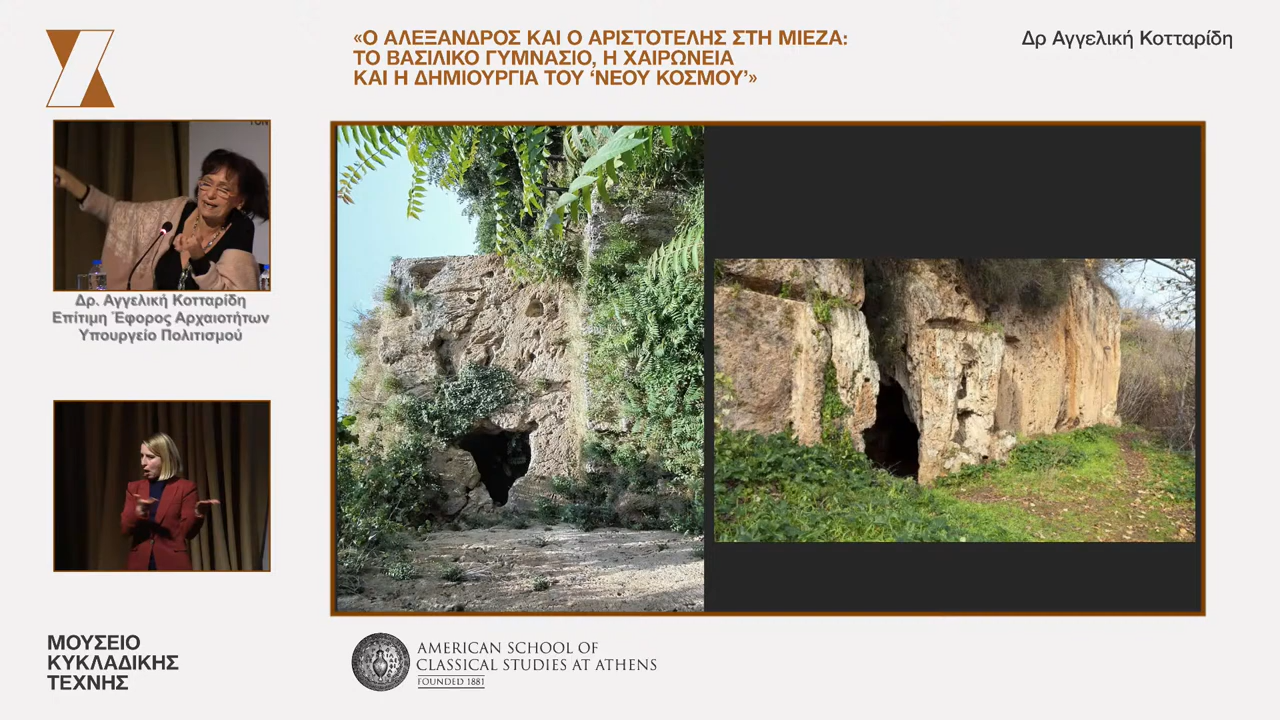 «Ο ΑΛΕΞΑΝΔΡΟΣ ΚΑΙ Ο ΑΡΙΣΤΟΤΕΛΗΣ ΣΤΗ ΜΙΕΖΑ:
ΤΟ ΒΑΣΙΛΙΚΟ ΓΥΜΝΑΣΙΟ, Η ΧΑΙΡΩΝΕΙΑ
ΚΑΙ Η ΔΗΜΙΟΥΡΓΙΑ ΤΟΥ ‘ΝΕΟΥ ΚΟΣΜΟΥ’»
Δρ Αγγελική Κοτταρίδη
Δρ. Αγγελική Κοτταρίδη
Επίτιμη Έφορος Αρχαιοτήτων
Υπουργείο Πολιτισμού
ΜΟΥΣΕΙΟ
ΚΥΚΛΑΔΙΚΗΣ
ΤΕΧΝΗΣ
AMERICAN SCHOOL OF
CLASSICAL STUDIES AT ATHENS
FOUNDED 1881